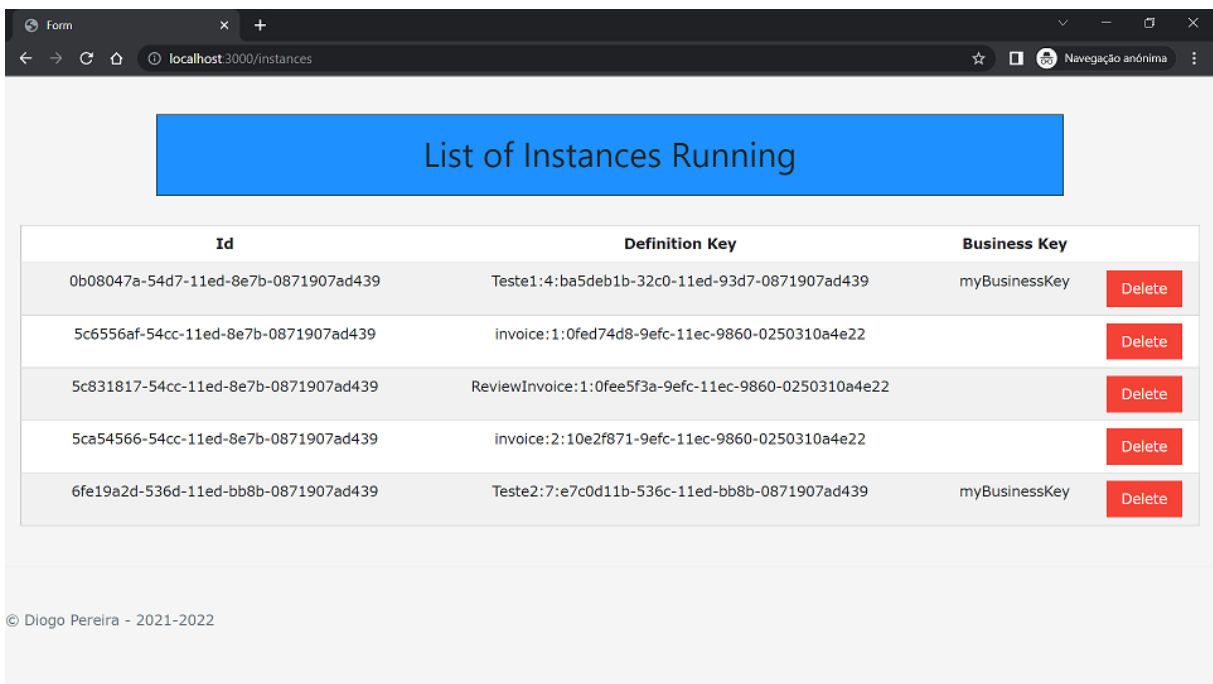 Form
localhost:3000/instances
Navegação anónima
List of Instances Running
Id Definition Key Business Key
0b08047a-54d7-11ed-8e7b-0871907ad439 Teste1:4:ba5deb1b-32c0-11ed-93d7-0871907ad439 myBusinessKey Delete
5c6556af-54cc-11ed-8e7b-0871907ad439 invoice:1:0fed74d8-9efc-11ec-9860-0250310a4e22 Delete
5c831817-54cc-11ed-8e7b-0871907ad439 ReviewInvoice:1:0fee5f3a-9efc-11ec-9860-0250310a4e22 Delete
5ca54566-54cc-11ed-8e7b-0871907ad439 invoice:2:10e2f871-9efc-11ec-9860-0250310a4e22 Delete
6fe19a2d-536d-11ed-bb8b-0871907ad439 Teste2:7:e7c0d11b-536c-11ed-bb8b-0871907ad439 myBusinessKey Delete
© Diogo Pereira - 2021-2022